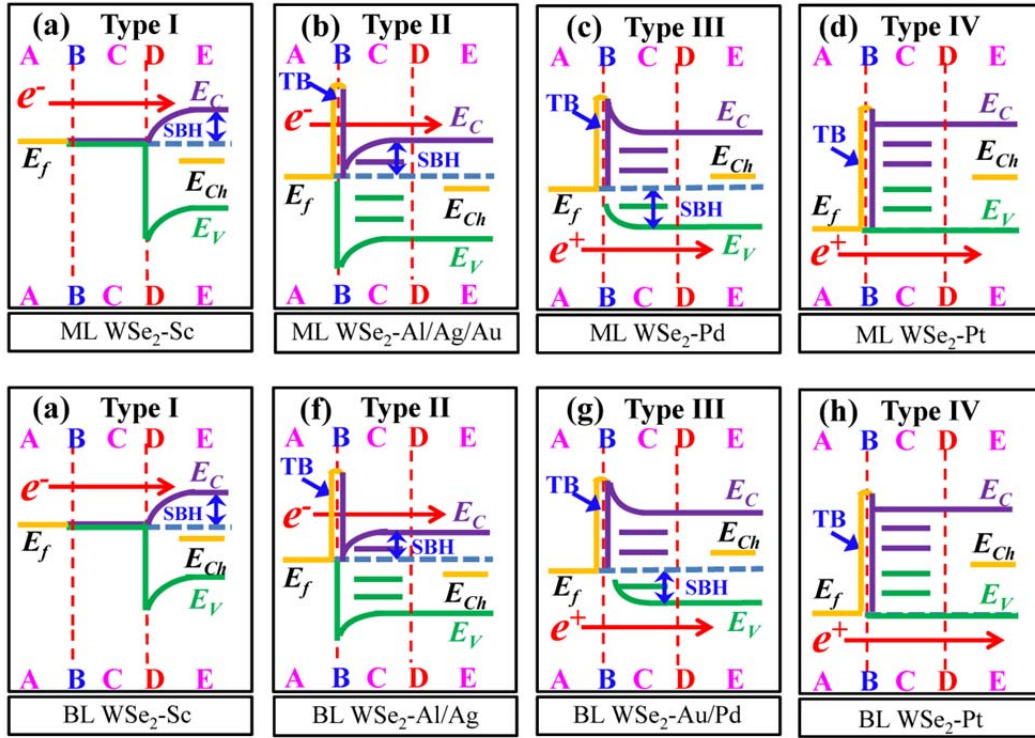 (a) Type I
A B C D E
e-
E_C
SBH
E_f
E_Ch
E_V
A B C D E
ML WSe₂-Sc
(b) Type II
A B C D E
TB
e-
E_C
SBH
E_f
E_Ch
E_V
A B C D E
ML WSe₂-Al/Ag/Au
(c) Type III
A B C D E
TB
E_C
E_Ch
E_f
SBH
e+
E_V
A B C D E
ML WSe₂-Pd
(d) Type IV
A B C D E
E_C
TB
E_Ch
E_f
E_V
e+
A B C D E
ML WSe₂-Pt
(a) Type I
A B C D E
e-
E_C
SBH
E_f
E_Ch
E_V
A B C D E
BL WSe₂-Sc
(f) Type II
A B C D E
TB
e-
E_C
SBH
E_f
E_Ch
E_V
A B C D E
BL WSe₂-Al/Ag
(g) Type III
A B C D E
TB
E_C
E_Ch
E_f
SBH
e+
E_V
A B C D E
BL WSe₂-Au/Pd
(h) Type IV
A B C D E
E_C
TB
E_Ch
E_f
E_V
e+
A B C D E
BL WSe₂-Pt